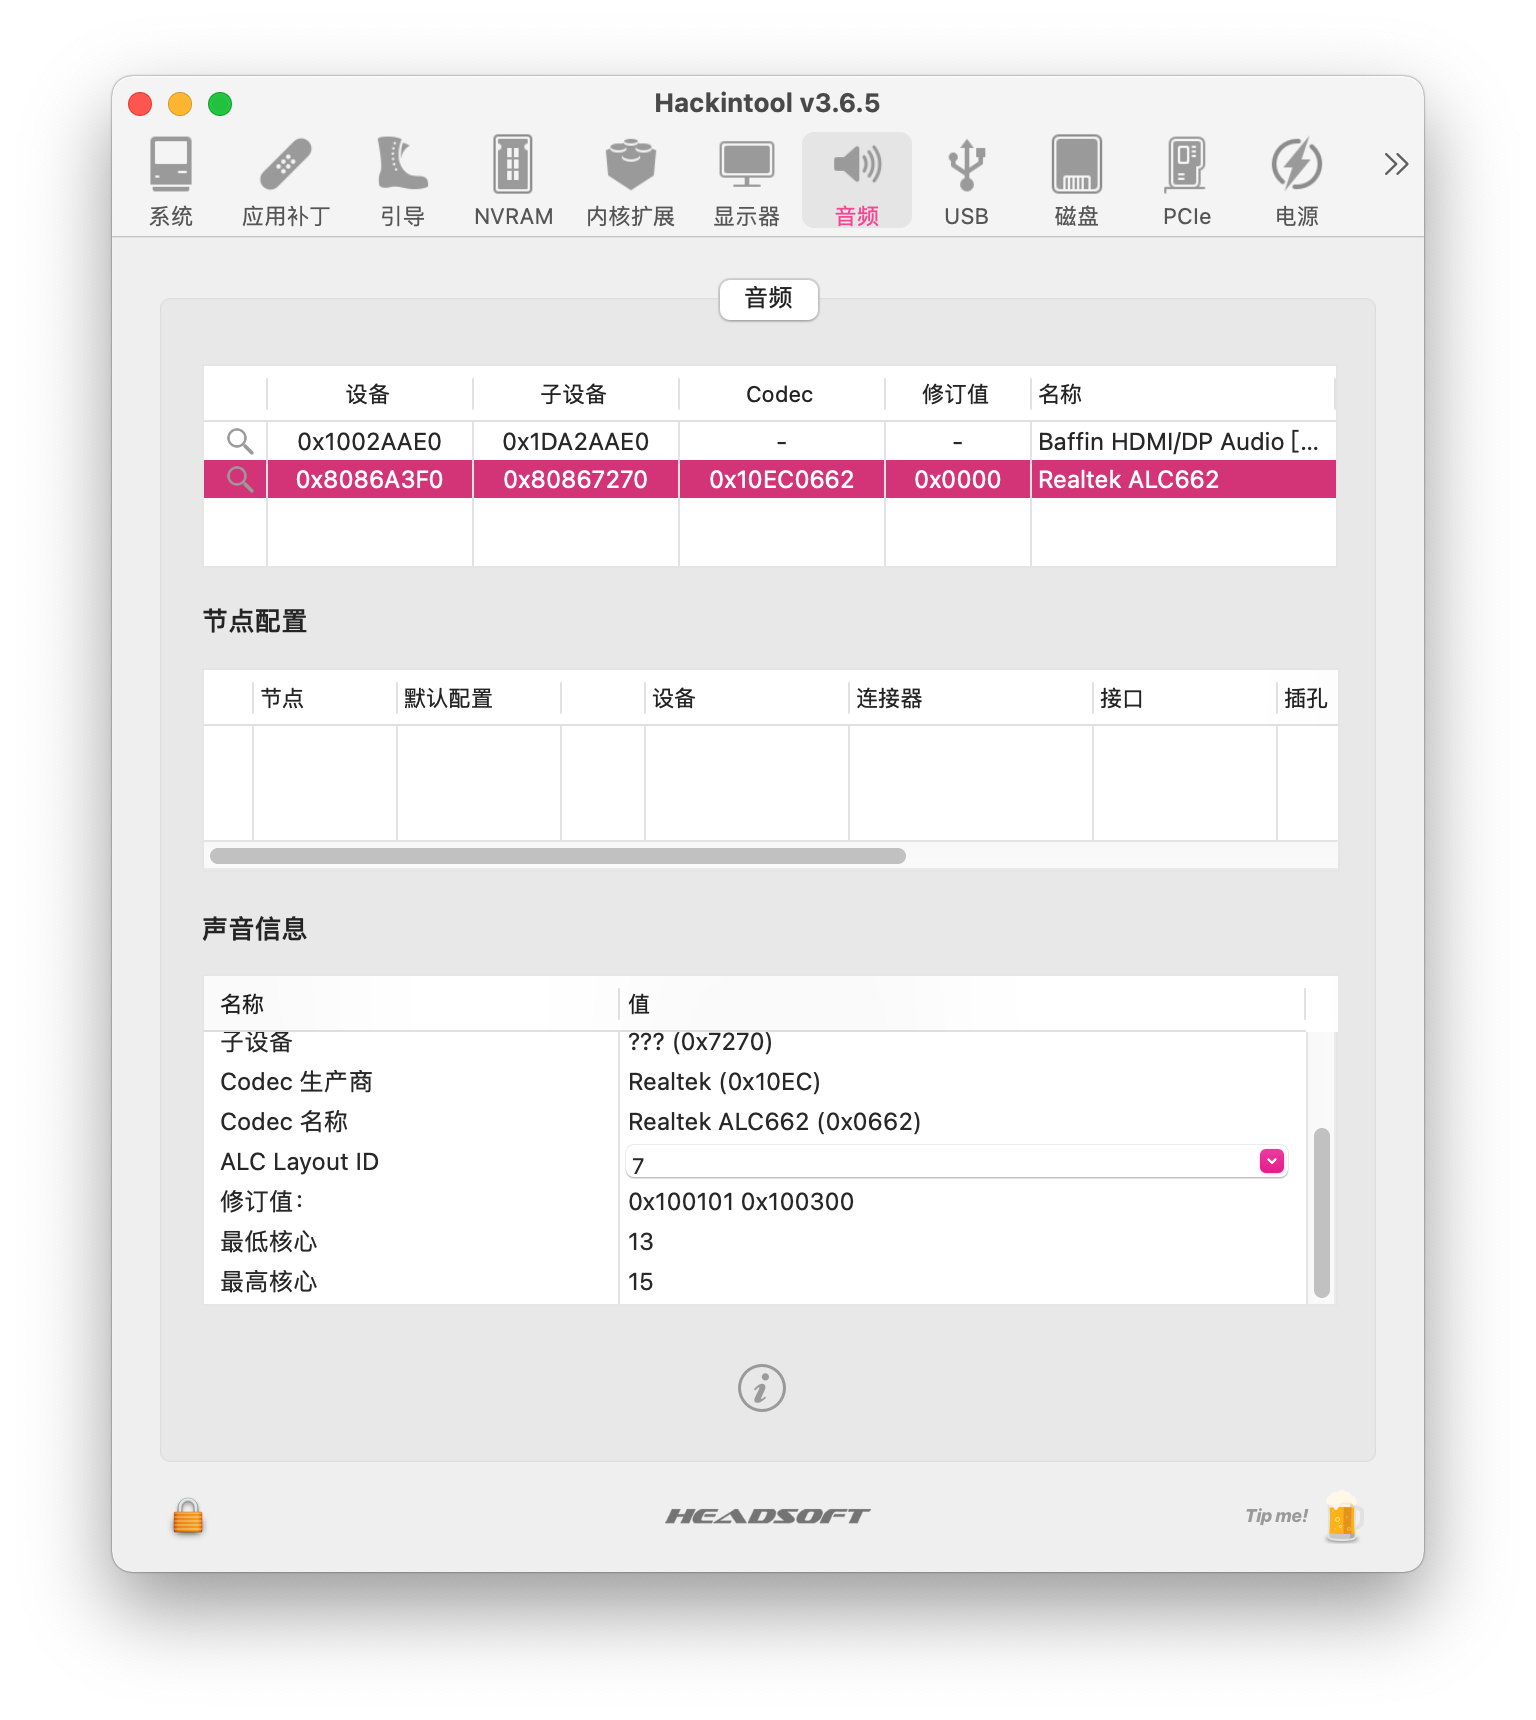 Hackintool v3.6.5
系统 应用补丁 引导 NVRAM 内核扩展 显示器 音频 USB 磁盘 PCIe 电源
音频
设备 子设备 Codec 修订值 名称
0x1002AAE0 0x1DA2AAE0 - - Baffin HDMI/DP Audio [...
0x8086A3F0 0x80867270 0x10EC0662 0x0000 Realtek ALC662
节点配置
节点 默认配置 设备 连接器 接口 插孔
声音信息
名称 值
子设备 ??? (0x7270)
Codec 生产商 Realtek (0x10EC)
Codec 名称 Realtek ALC662 (0x0662)
ALC Layout ID 7
修订值: 0x100101 0x100300
最低核心 13
最高核心 15
HEADSOFT
Tip me!